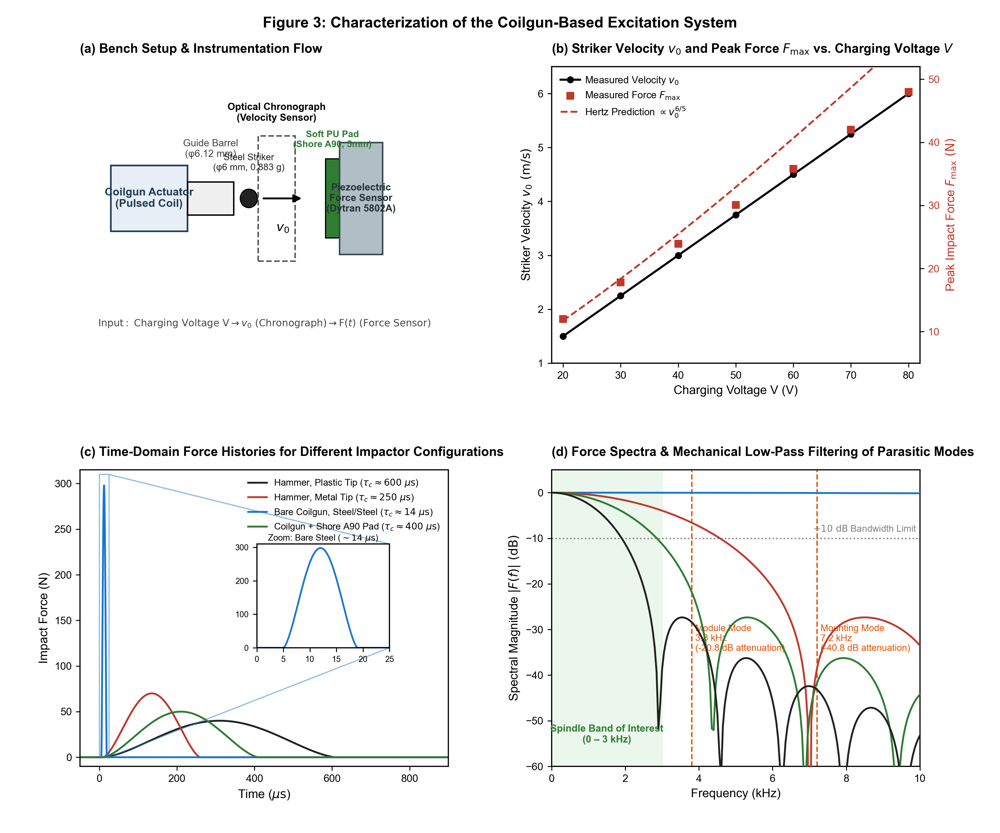 Figure 3: Characterization of the Coilgun-Based Excitation System
(a) Bench Setup & Instrumentation Flow
Optical Chronograph
(Velocity Sensor)
Soft PU Pad
(Shore A90, 5mm)
Guide Barrel
(φ6.12 mm)
Steel Striker
(φ6 mm, 0.883 g)
Coilgun Actuator
(Pulsed Coil)
Piezoelectric
Force Sensor
(Dytran 5802A)
v₀
Input: Charging Voltage V→v₀ (Chronograph)→F(t) (Force Sensor)
(b) Striker Velocity v₀ and Peak Force Fmax vs. Charging Voltage V
Measured Velocity v₀
Measured Force Fmax
Hertz Prediction ∝ v₀^6/5
Striker Velocity v₀ (m/s)
6
5
4
3
2
1
50
40
30
20
10
Peak Impact Force Fmax (N)
20 30 40 50 60 70 80
Charging Voltage V (V)
(c) Time-Domain Force Histories for Different Impactor Configurations
Hammer, Plastic Tip (τc≈600 μs)
Hammer, Metal Tip (τc≈250 μs)
Bare Coilgun, Steel/Steel (τc≈14 μs)
Coilgun + Shore A90 Pad (τc≈400 μs)
Zoom: Bare Steel (∼14 μs)
300
200
100
0
0 5 10 15 20 25
Impact Force (N)
300
250
200
150
100
50
0
0 200 400 600 800
Time (μs)
(d) Force Spectra & Mechanical Low-Pass Filtering of Parasitic Modes
−10 dB Bandwidth Limit
Module Mode
3.8 kHz
(-20.8 dB attenuation)
Mounting Mode
7.2 kHz
(-40.8 dB attenuation)
Spindle Band of Interest
(0 – 3 kHz)
Spectral Magnitude |F(f)| (dB)
0
−10
−20
−30
−40
−50
−60
0 2 4 6 8 10
Frequency (kHz)